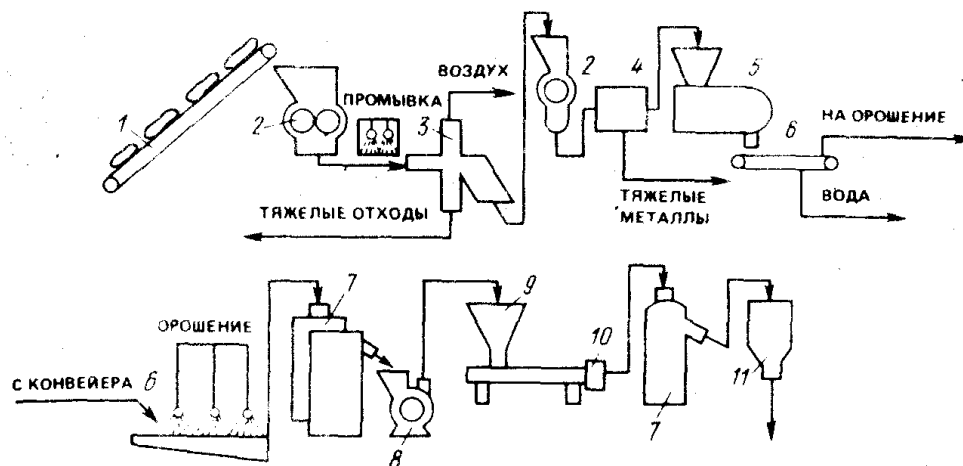 1
2
ПРОМЫВКА
ВОЗДУХ
3
2
4
5
6
НА ОРОШЕНИЕ
ТЯЖЕЛЫЕ ОТХОДЫ
ТЯЖЕЛЫЕ
МЕТАЛЛЫ
ВОДА
ОРОШЕНИЕ
С КОНВЕЙЕРА 6
7
8
9
10
7
11